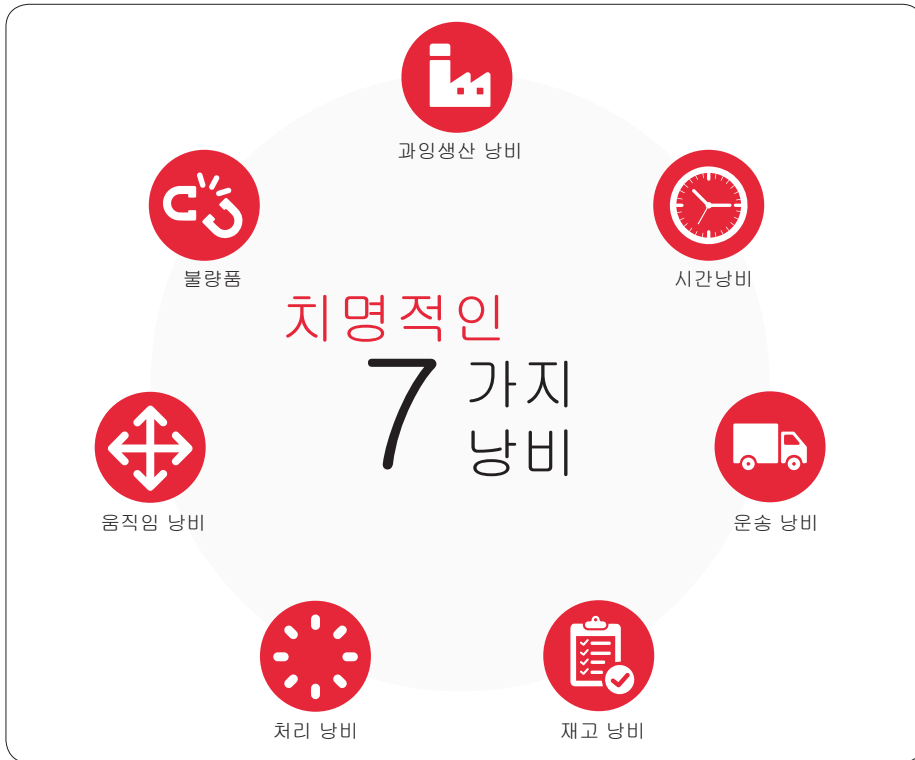 과잉생산 낭비
시간낭비
운송 낭비
재고 낭비
처리 낭비
움직임 낭비
불량품
치명적인
7 가지
낭비